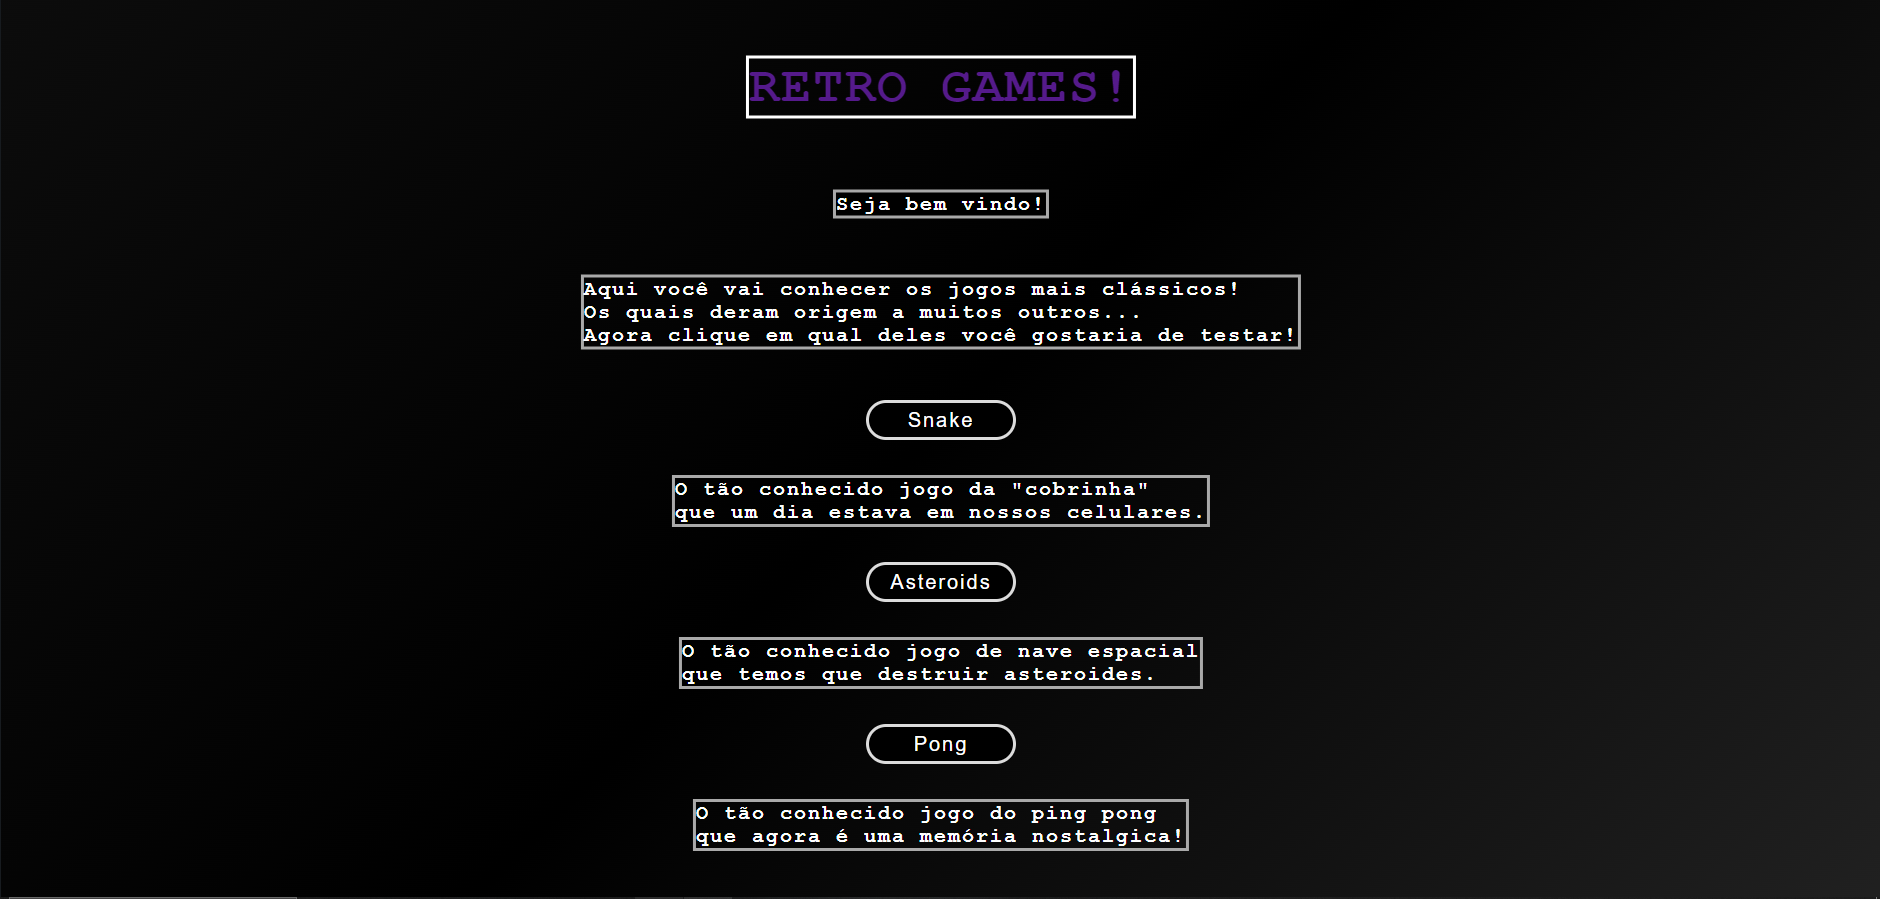 RETRO GAMES!
Seja bem vindo!
Aqui você vai conhecer os jogos mais clássicos!
Os quais deram origem a muitos outros...
Agora clique em qual deles você gostaria de testar!
Snake
O tão conhecido jogo da "cobrinha"
que um dia estava em nossos celulares.
Asteroids
O tão conhecido jogo de nave espacial
que temos que destruir asteroides.
Pong
O tão conhecido jogo do ping pong
que agora é uma memória nostalgica!